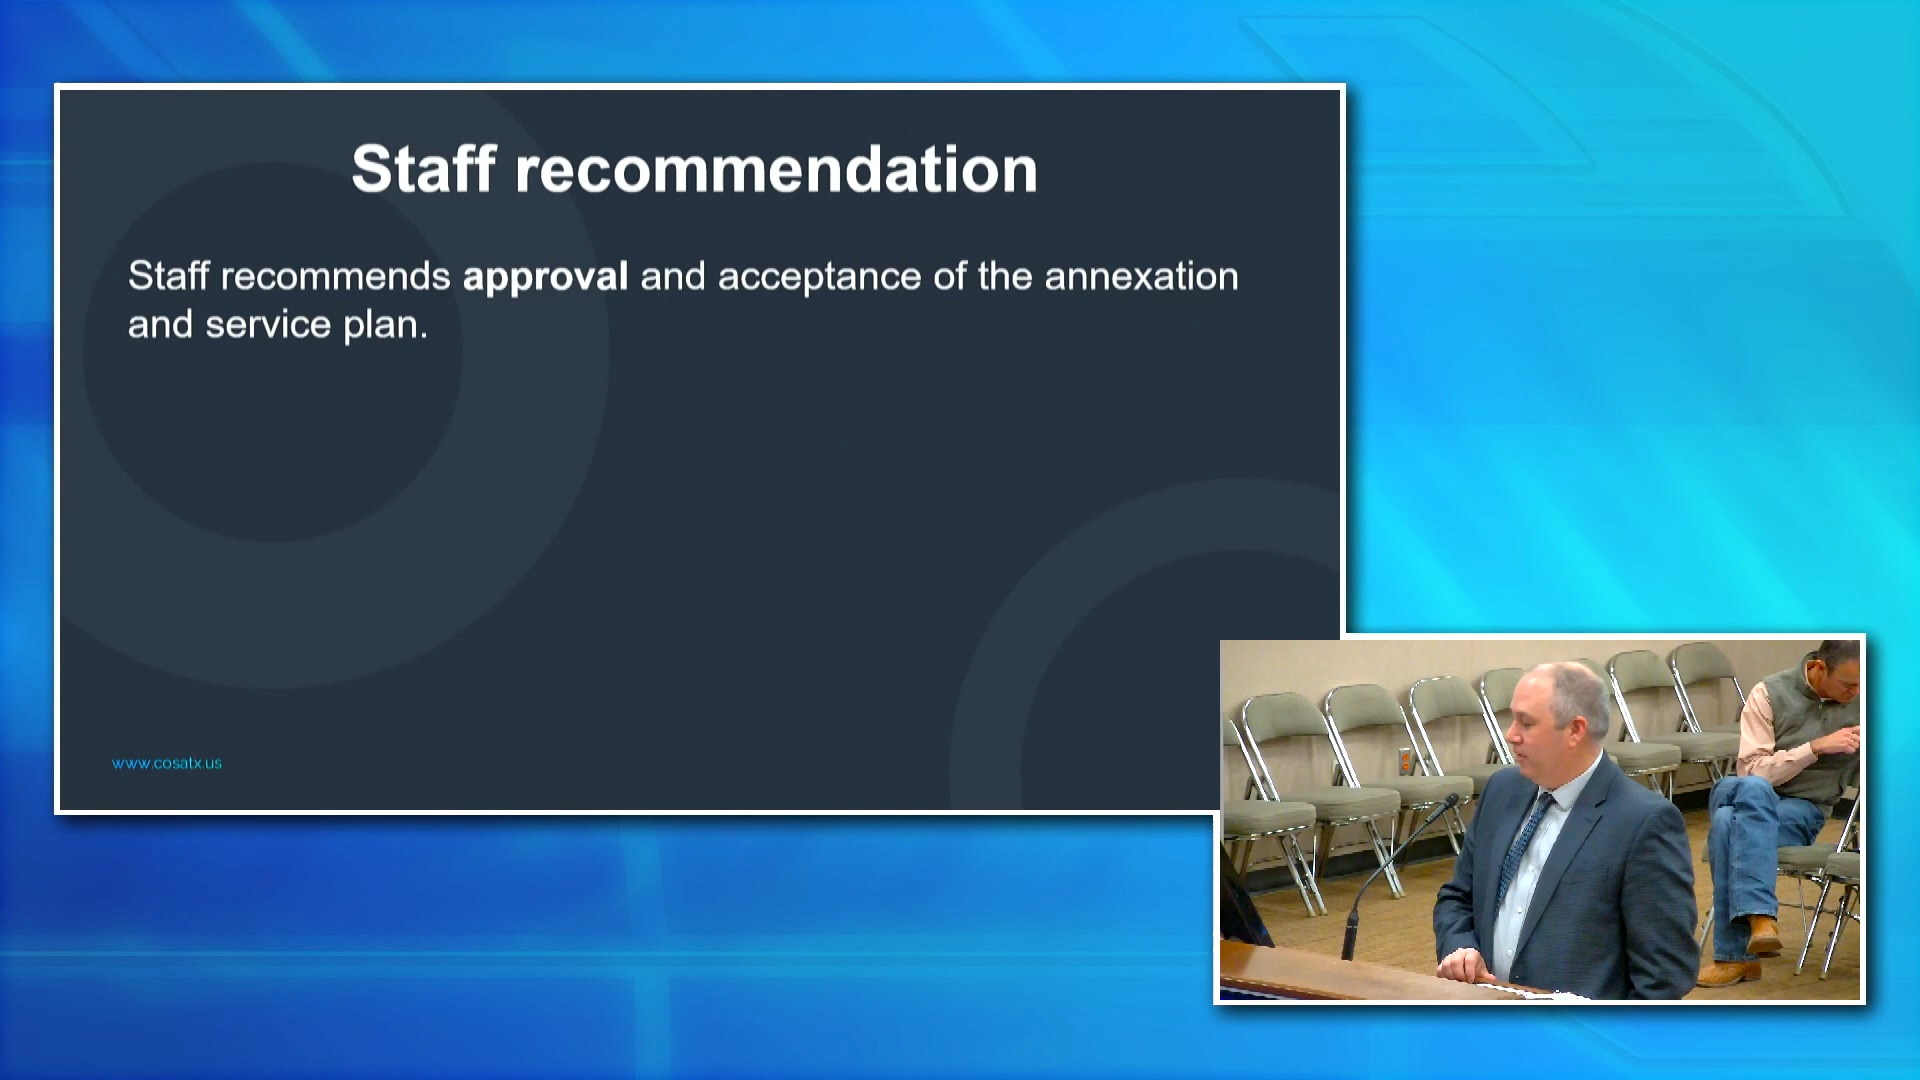 Staff recommendation
Staff recommends approval and acceptance of the annexation
and service plan.
www.cosatx.us